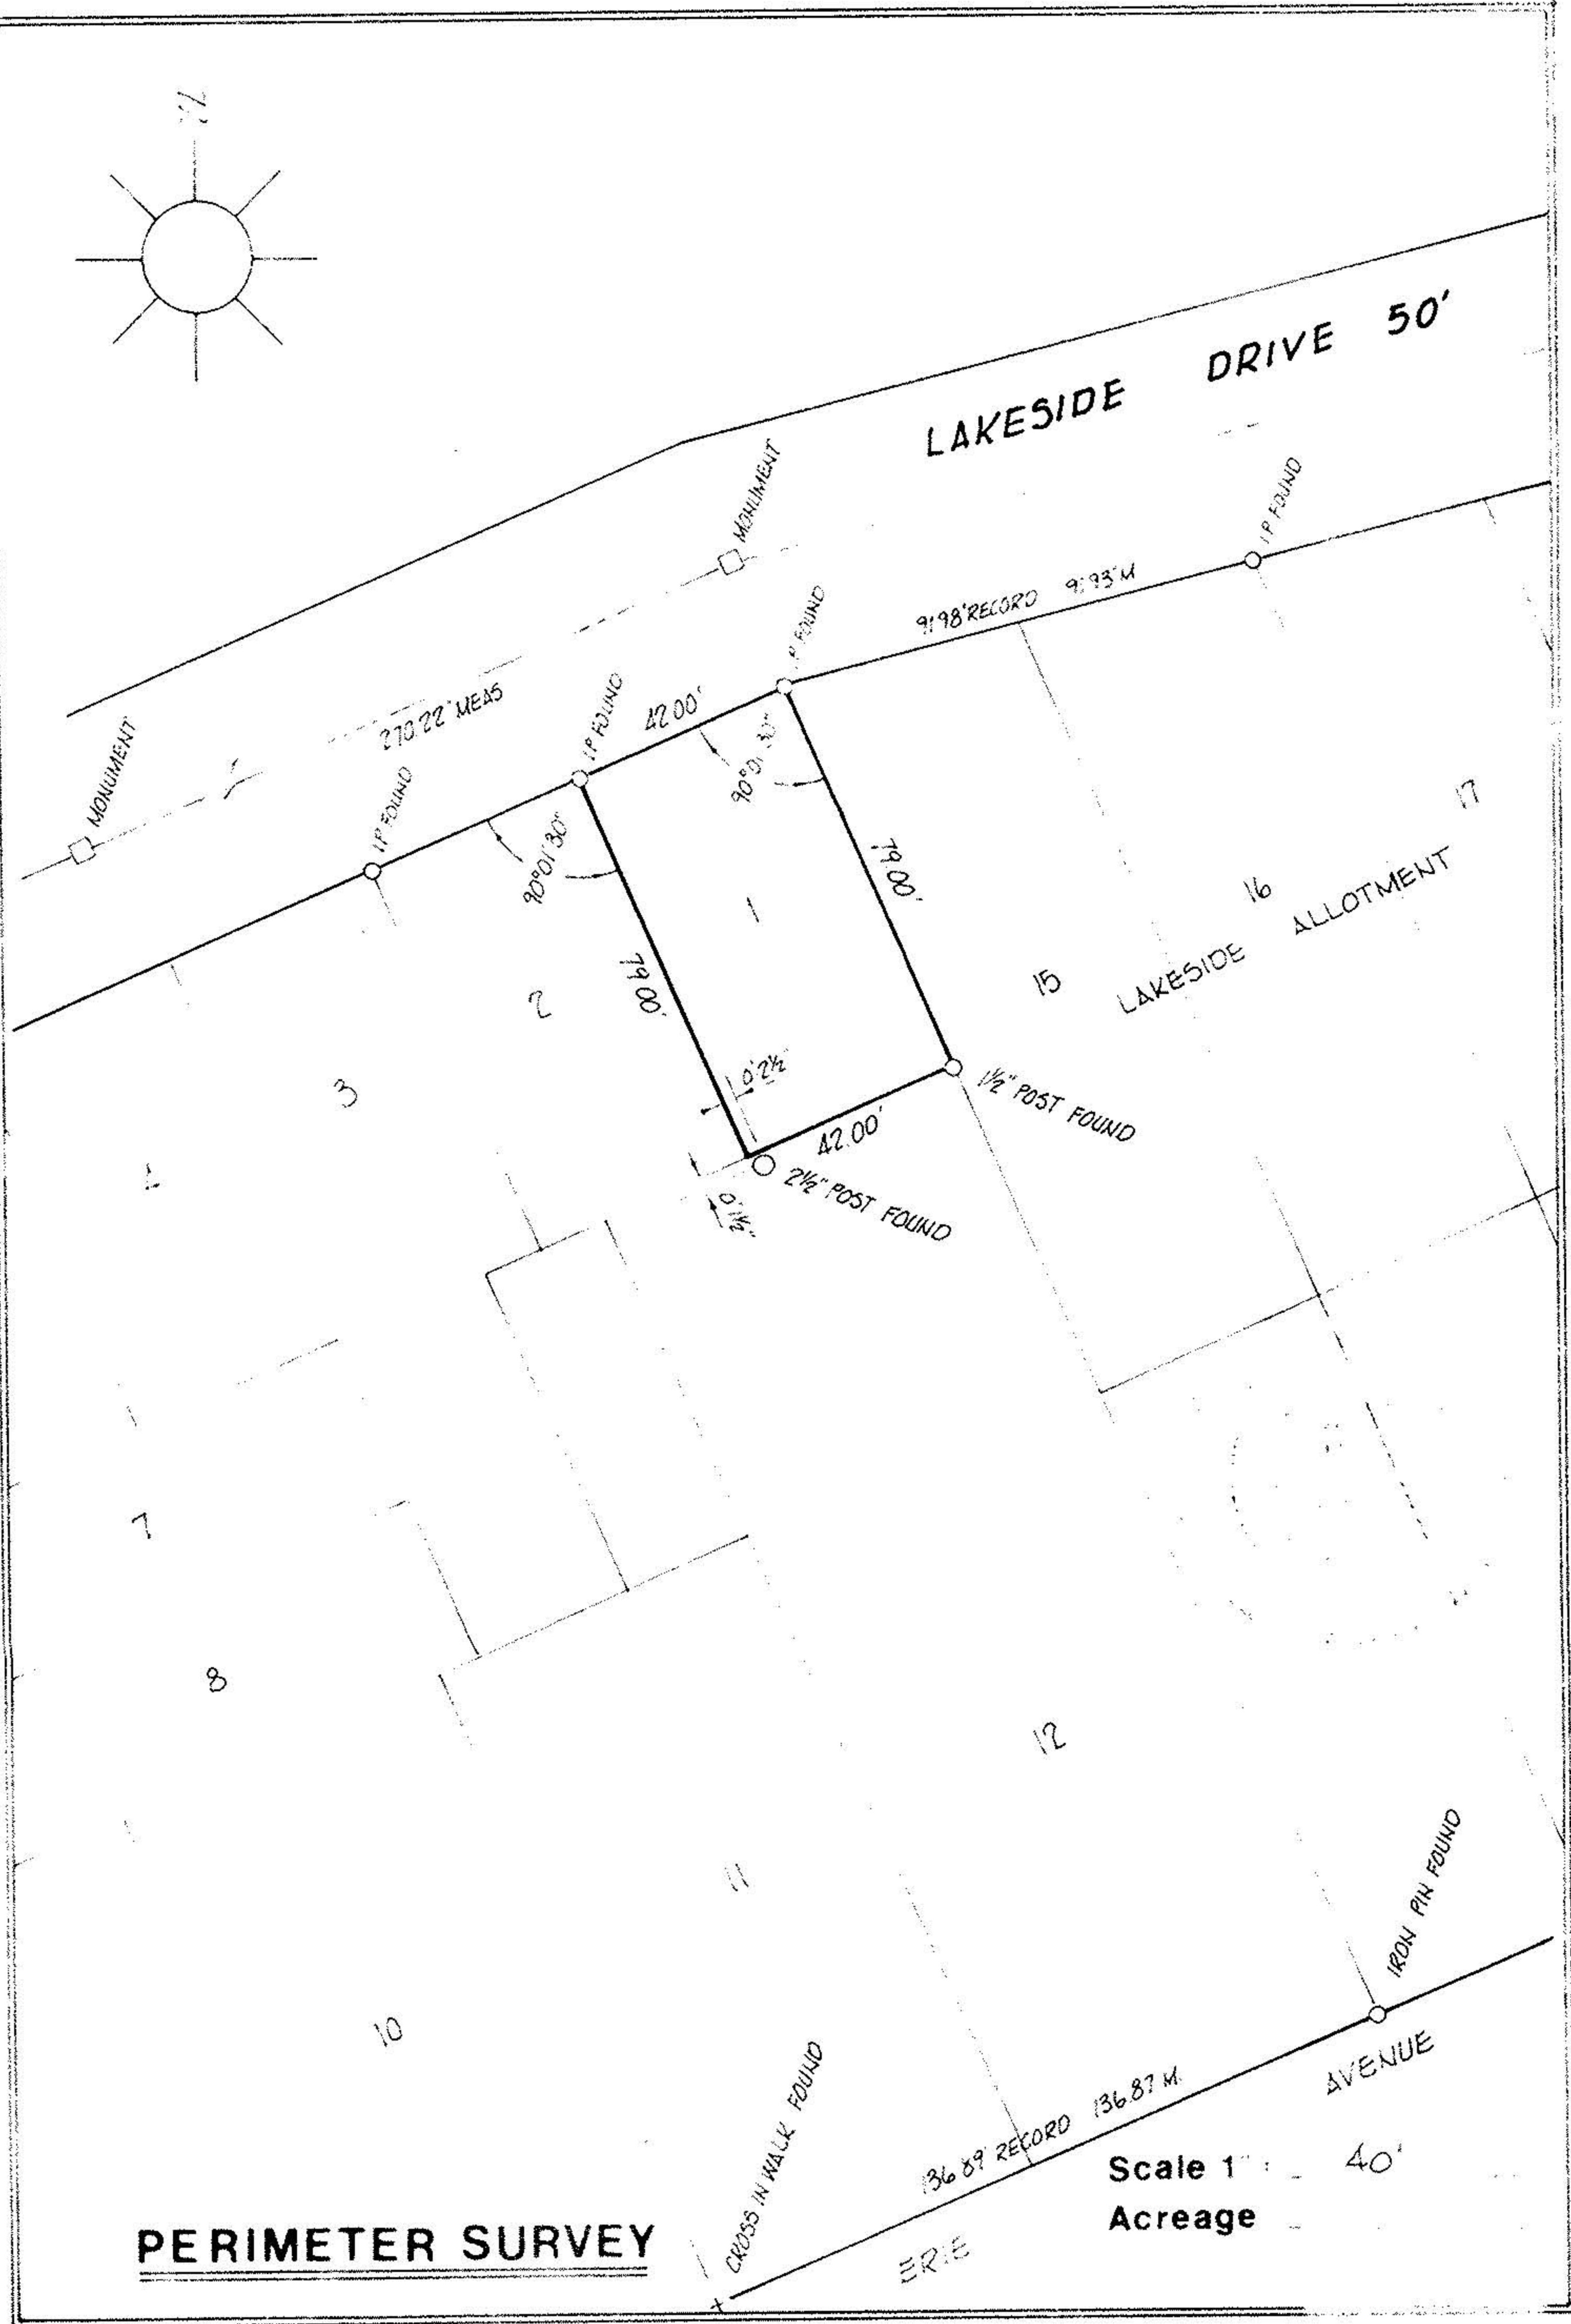 LAKESIDE DRIVE 50'
MONUMENT
I.P. FOUND
91.98' RECORD 91.93' M
I.P. FOUND
I.P. FOUND
42.00'
270.22' MEAS
MONUMENT
I.P. FOUND
90°01'30"
90°01'30"
79.00'
79.00'
1
2
3
4
15
16
17
LAKESIDE ALLOTMENT
0'2½"
42.00'
1½" POST FOUND
2½" POST FOUND
0'1½"
7
8
12
11
10
IRON PIN FOUND
CROSS IN WALK FOUND
136.89' RECORD 136.87 M.
ERIE AVENUE
Scale 1" = 40'
Acreage
PERIMETER SURVEY